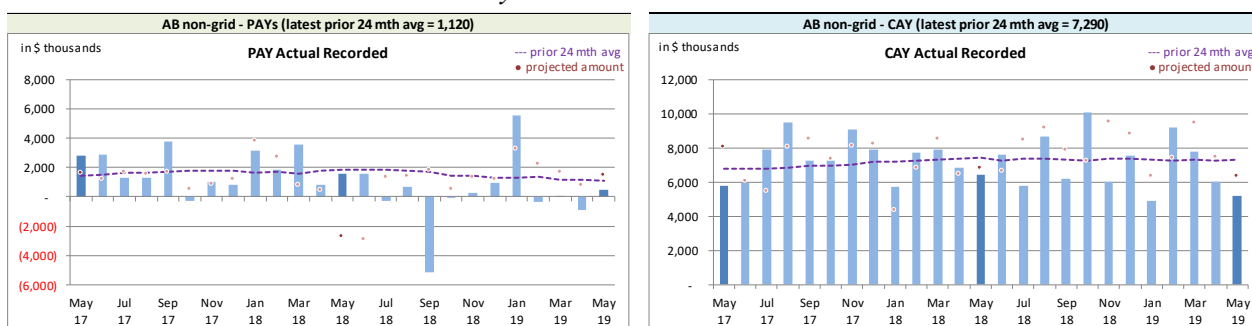 AB non-grid - PAYs (latest prior 24 mth avg = 1,120)
in $ thousands
PAY Actual Recorded
--- prior 24 mth avg
• projected amount
8,000
6,000
4,000
2,000
-
(2,000)
(4,000)
(6,000)
May Jul Sep Nov Jan Mar May Jul Sep Nov Jan Mar May
17 17 17 17 18 18 18 18 18 18 19 19 19
AB non-grid - CAY (latest prior 24 mth avg = 7,290)
in $ thousands
CAY Actual Recorded
--- prior 24 mth avg
• projected amount
12,000
10,000
8,000
6,000
4,000
2,000
-
May Jul Sep Nov Jan Mar May Jul Sep Nov Jan Mar May
17 17 17 17 18 18 18 18 18 18 19 19 19